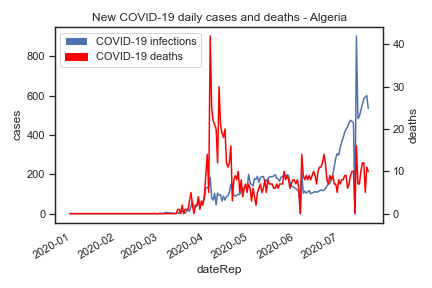 New COVID-19 daily cases and deaths - Algeria
COVID-19 infections
COVID-19 deaths
800
600
400
200
0
cases
40
30
20
10
0
deaths
2020-01
2020-02
2020-03
2020-04
2020-05
2020-06
2020-07
dateRep